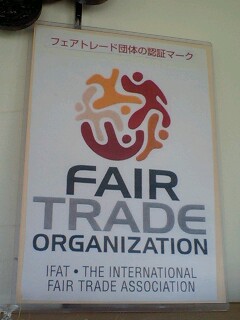 フェアトレード団体の認証マーク
FAIR
TRADE
ORGANIZATION
IFAT • THE INTERNATIONAL
FAIR TRADE ASSOCIATION